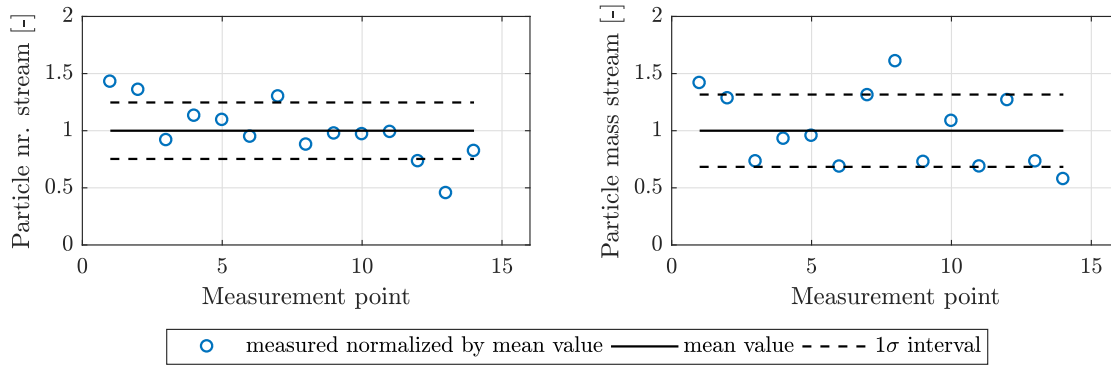 Particle nr. stream [-]
2
1.5
1
0.5
0
0 5 10 15
Measurement point
Particle mass stream [-]
2
1.5
1
0.5
0
0 5 10 15
Measurement point
measured normalized by mean value mean value 1σ interval